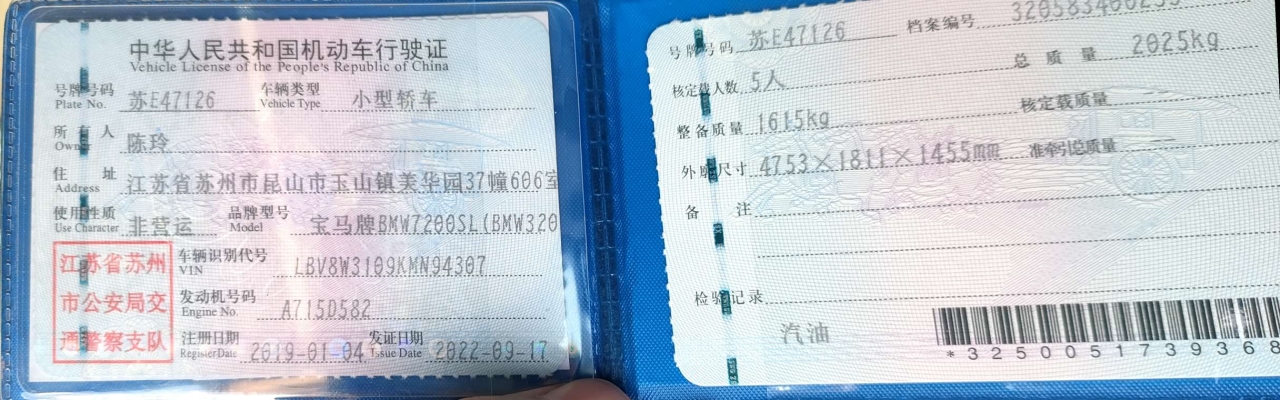 中华人民共和国机动车行驶证
Vehicle License of the People's Republic of China
号牌号码 苏E47126 车辆类型 小型轿车
Plate No. Vehicle Type
所有人 陈玲
Owner
住址 江苏省苏州市昆山市玉山镇美华园37幢606室
Address
使用性质 非营运 品牌型号 宝马牌BMW7200SL(BMW320
Use Character Model
江苏省苏州
市公安局交
通警察支队
车辆识别代号 LBV8W3109KMN94307
VIN
发动机号码 A715D582
Engine No.
注册日期 2019-01-04 发证日期 2022-09-17
Register Date Issue Date
号牌号码 苏E47126 档案编号
核定载人数 5人 总质量 2025kg
整备质量 1615kg 核定载质量
外廓尺寸 4753×1811×1455mm 准牵引总质量
备注
检验记录
汽油
*3250051739368